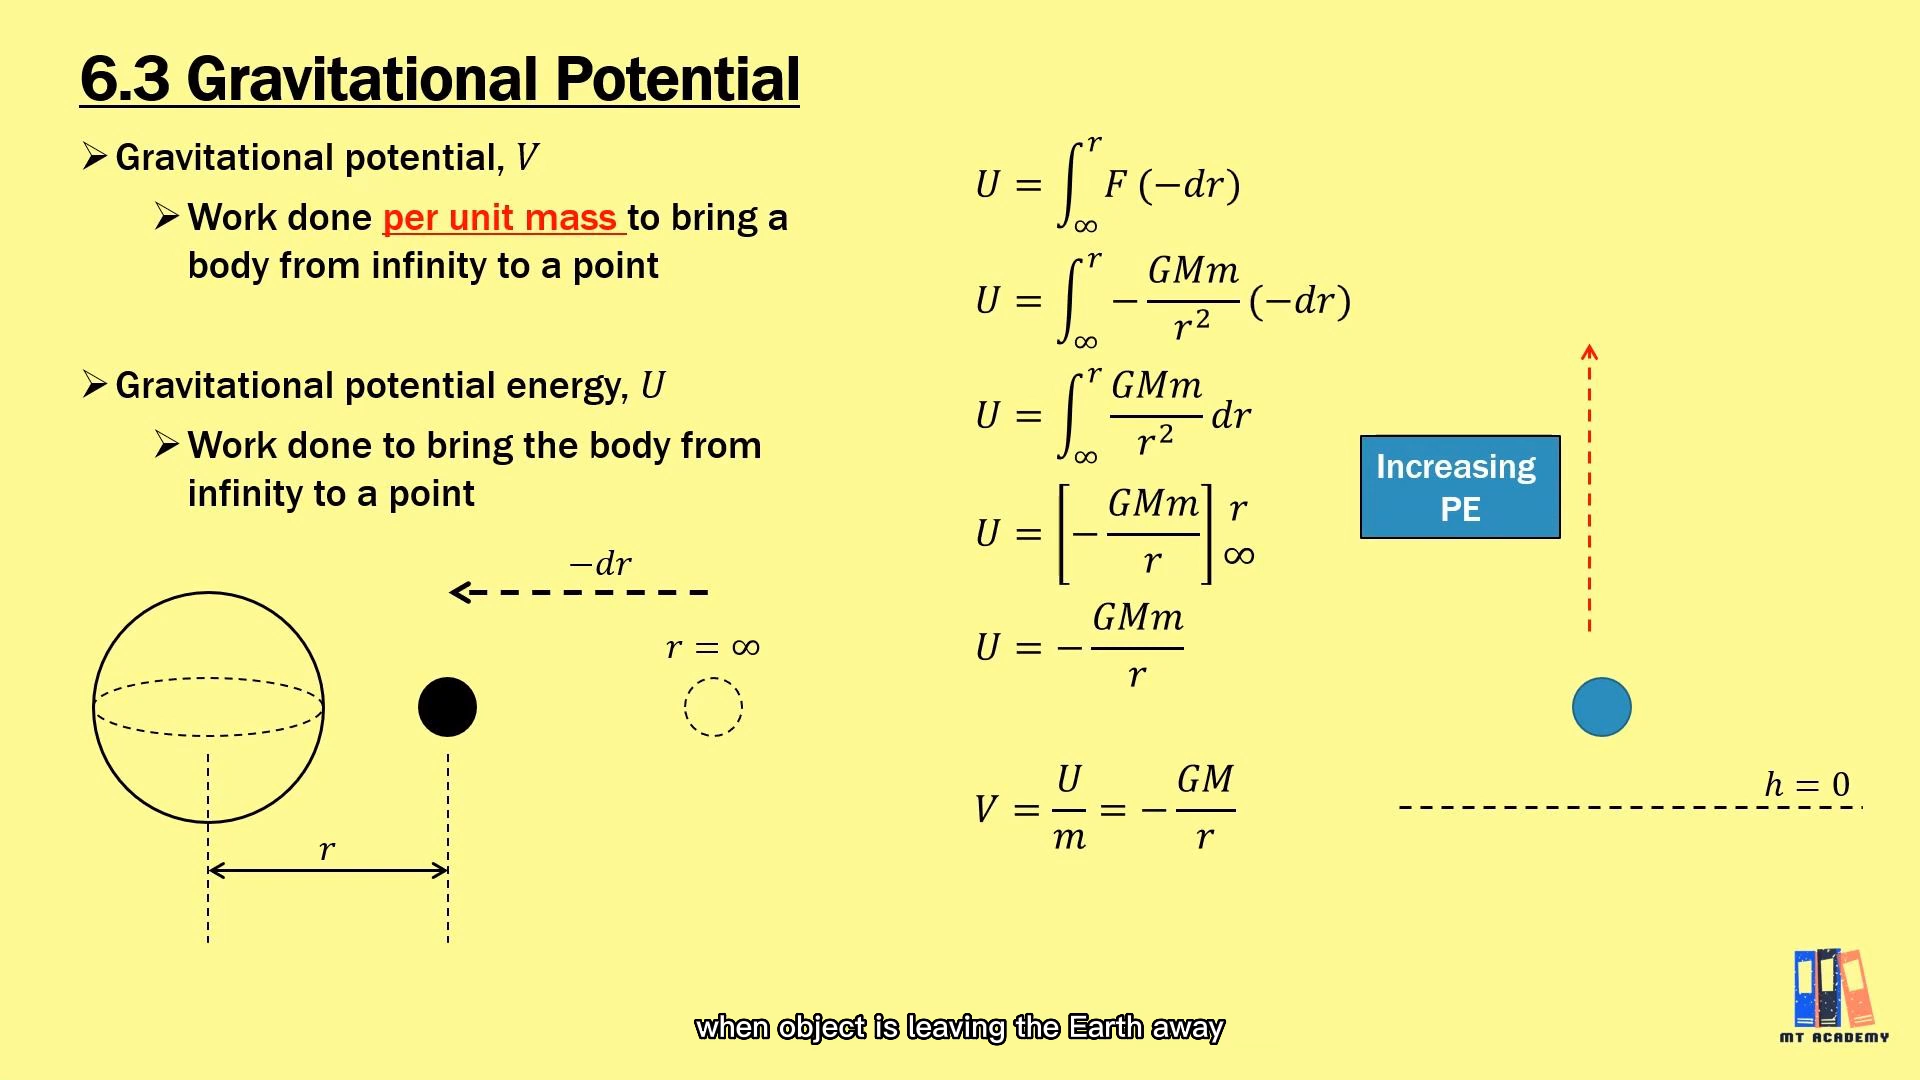 6.3 Gravitational Potential
➢ Gravitational potential, V
➢ Work done per unit mass to bring a
body from infinity to a point
➢ Gravitational potential energy, U
➢ Work done to bring the body from
infinity to a point
−dr
r = ∞
r
U = ∫_∞^r F (−dr)
U = ∫_∞^r − GMm/r² (−dr)
U = ∫_∞^r GMm/r² dr
U = [− GMm/r] r ∞
U = − GMm/r
V = U/m = − GM/r
Increasing
PE
h = 0
when object is leaving the Earth away
MT ACADEMY